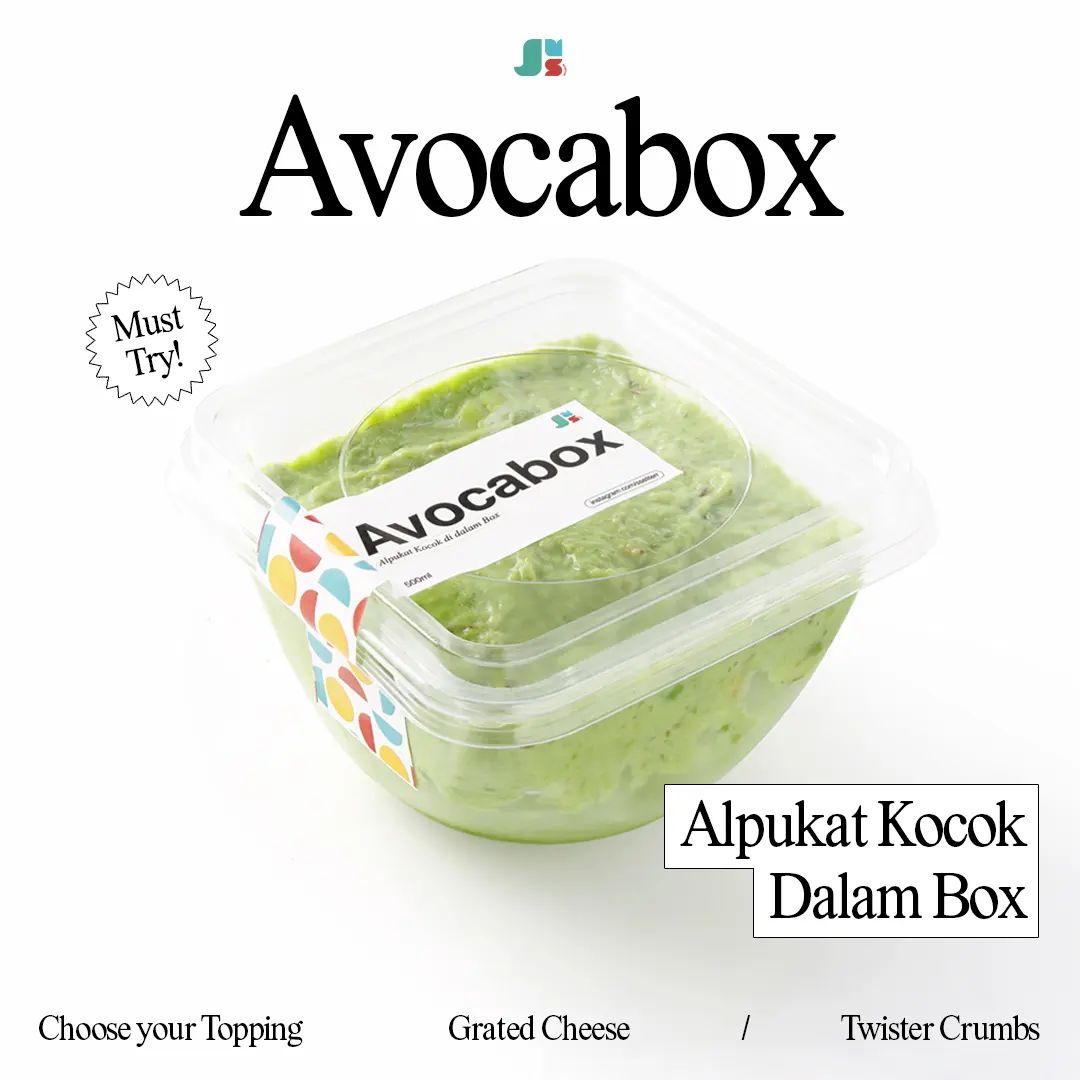 JMS
Avocabox
Must
Try!
Avocabox
Alpukat Kocok di dalam Box
500ml
Alpukat Kocok
Dalam Box
Choose your Topping
Grated Cheese / Twister Crumbs